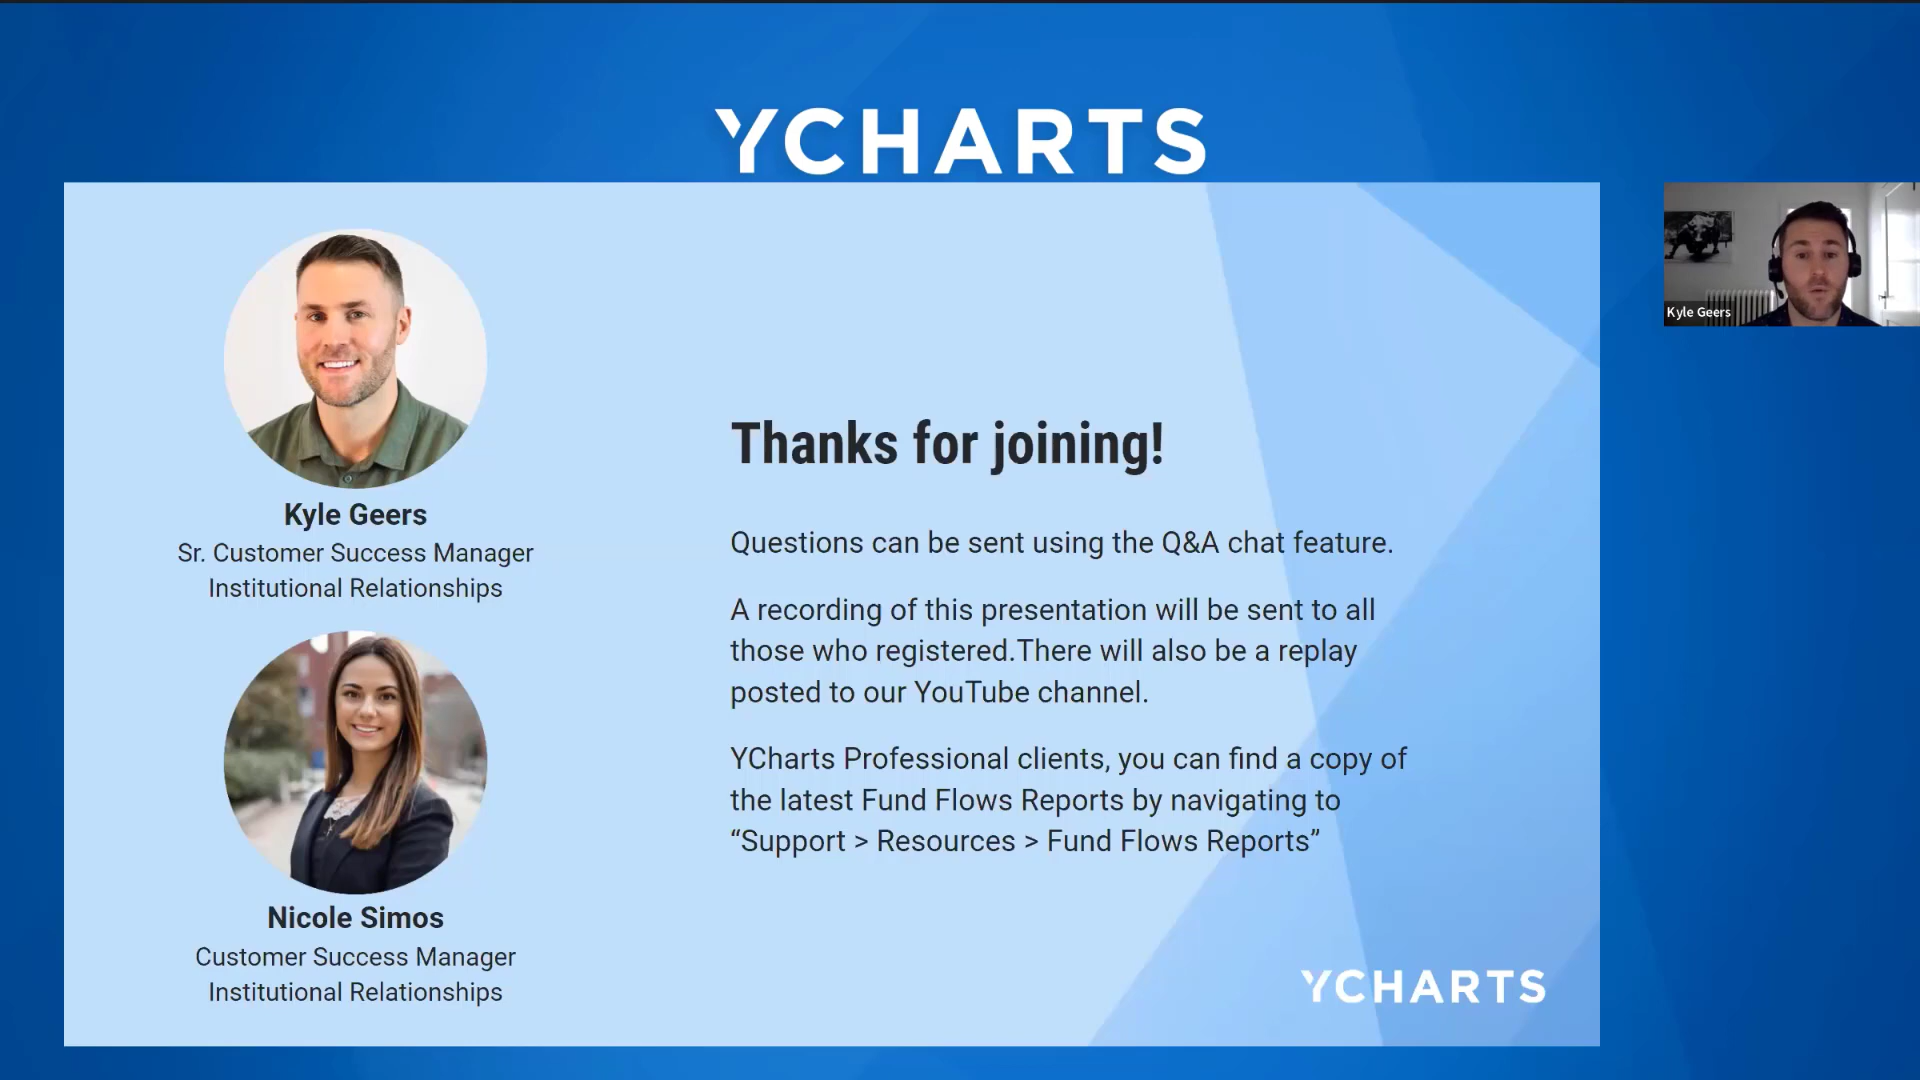 YCHARTS
Kyle Geers
Sr. Customer Success Manager
Institutional Relationships
Nicole Simos
Customer Success Manager
Institutional Relationships
Thanks for joining!
Questions can be sent using the Q&A chat feature.
A recording of this presentation will be sent to all
those who registered.There will also be a replay
posted to our YouTube channel.
YCharts Professional clients, you can find a copy of
the latest Fund Flows Reports by navigating to
“Support > Resources > Fund Flows Reports”
YCHARTS
Kyle Geers